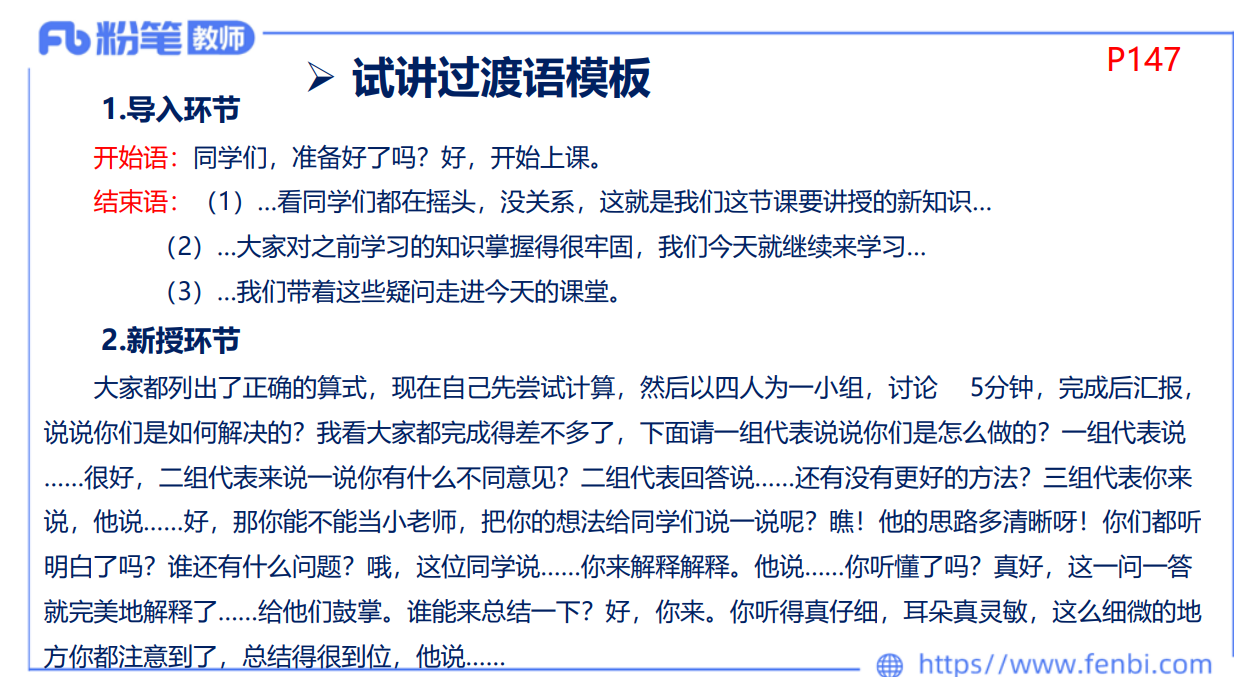 粉笔教师
试讲过渡语模板
P147
1.导入环节
开始语：同学们，准备好了吗？好，开始上课。
结束语：（1）...看同学们都在摇头，没关系，这就是我们这节课要讲授的新知识...
（2）...大家对之前学习的知识掌握得很牢固，我们今天就继续来学习...
（3）...我们带着这些疑问走进今天的课堂。
2.新授环节
大家都列出了正确的算式，现在自己先尝试计算，然后以四人为一小组，讨论 5分钟，完成后汇报，
说说你们是如何解决的？我看大家都完成得差不多了，下面请一组代表说说你们是怎么做的？一组代表说
......很好，二组代表来说一说你有什么不同意见？二组代表回答说......还有没有更好的方法？三组代表你来
说，他说......好，那你能不能当小老师，把你的想法给同学们说一说呢？瞧！他的思路多清晰呀！你们都听
明白了吗？谁还有什么问题？哦，这位同学说......你来解释解释。他说......你听懂了吗？真好，这一问一答
就完美地解释了......给他们鼓掌。谁能来总结一下？好，你来。你听得真仔细，耳朵真灵敏，这么细微的地
方你都注意到了，总结得很到位，他说......
https//www.fenbi.com